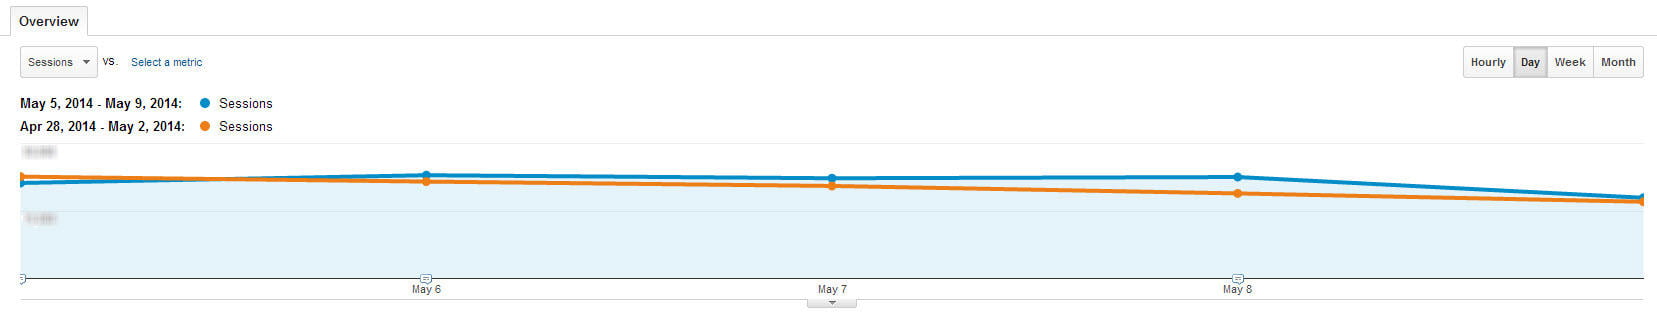 Overview
Sessions vs. Select a metric Hourly Day Week Month
May 5, 2014 - May 9, 2014: Sessions
Apr 28, 2014 - May 2, 2014: Sessions
May 6 May 7 May 8